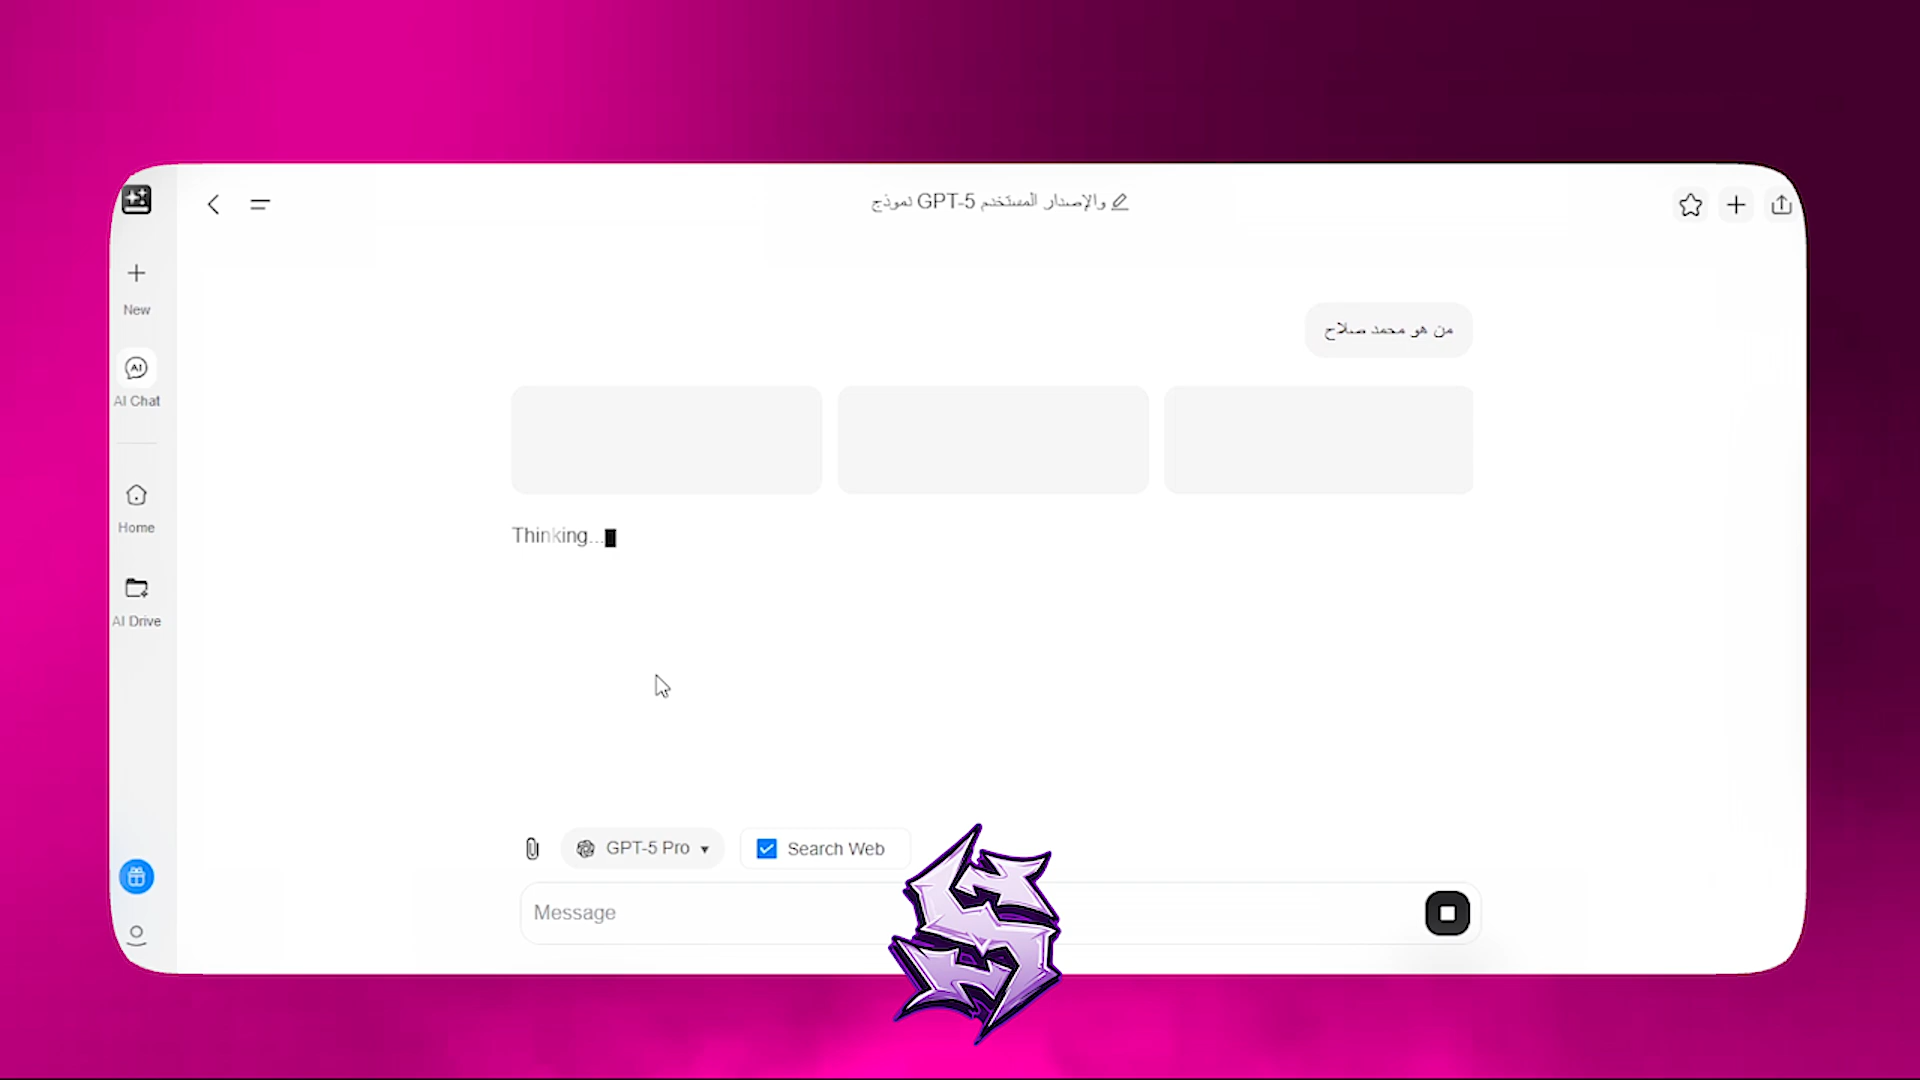 نموذج GPT-5 والإصدار المستخدم
New
AI
AI Chat
Home
AI Drive
من هو محمد صلاح
Thinking...
GPT-5 Pro
Search Web
Message